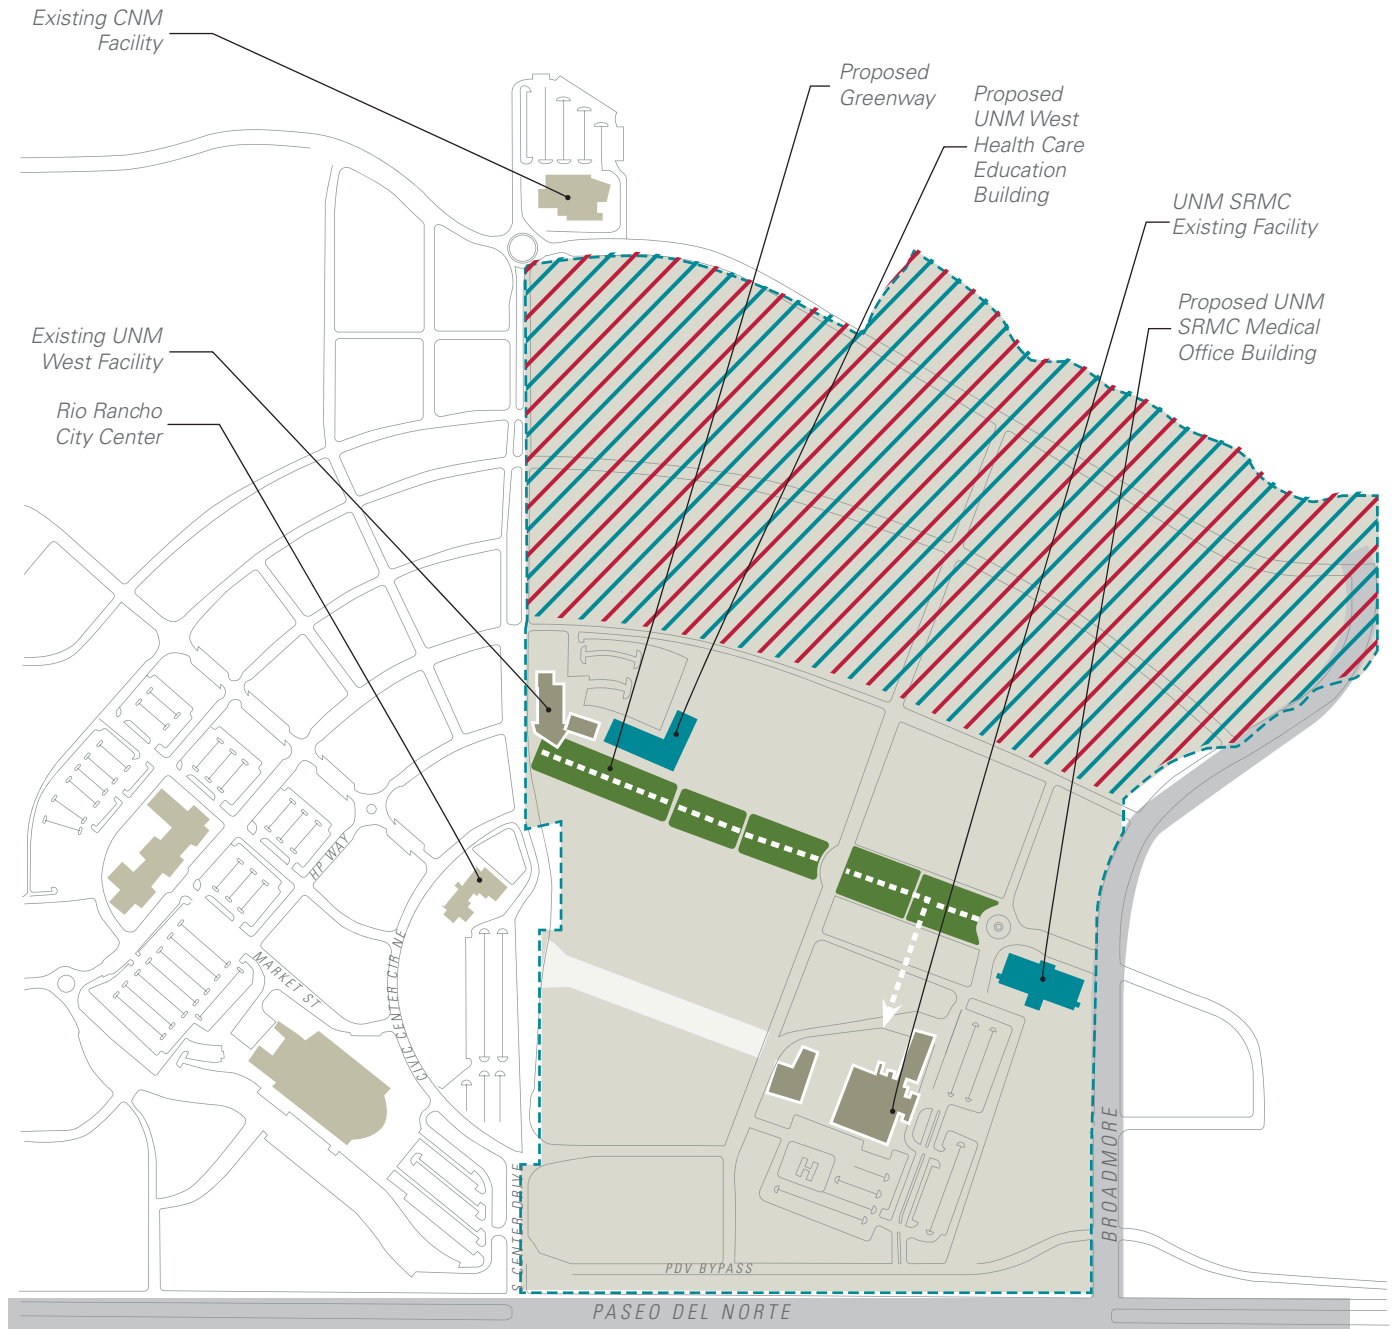 Existing CNM
Facility
Proposed
Greenway
Proposed
UNM West
Health Care
Education
Building
UNM SRMC
Existing Facility
Proposed UNM
SRMC Medical
Office Building
Existing UNM
West Facility
Rio Rancho
City Center
HP WAY
MARKET ST
CIVIC CENTER CIR NE
S CENTER DRIVE
H
BROADMORE
PDV BYPASS
PASEO DEL NORTE